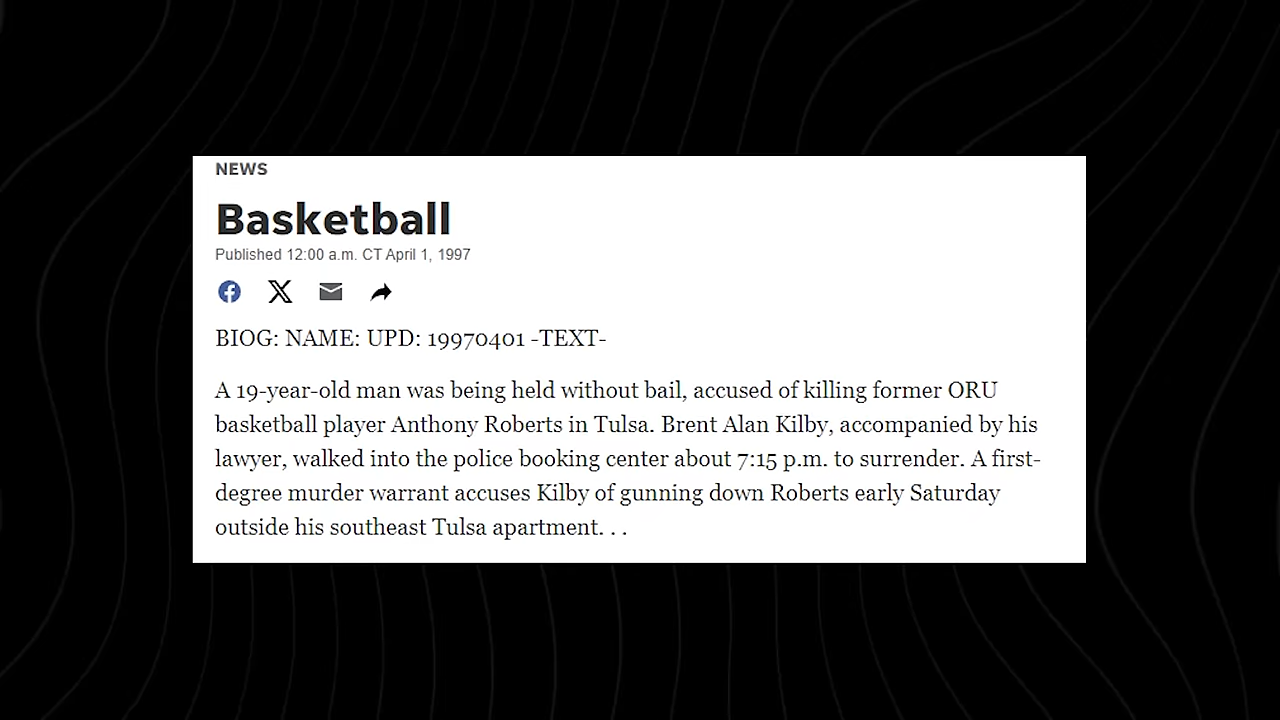 NEWS
Basketball
Published 12:00 a.m. CT April 1, 1997
BIOG: NAME: UPD: 19970401 -TEXT-
A 19-year-old man was being held without bail, accused of killing former ORU
basketball player Anthony Roberts in Tulsa. Brent Alan Kilby, accompanied by his
lawyer, walked into the police booking center about 7:15 p.m. to surrender. A first-
degree murder warrant accuses Kilby of gunning down Roberts early Saturday
outside his southeast Tulsa apartment. . .